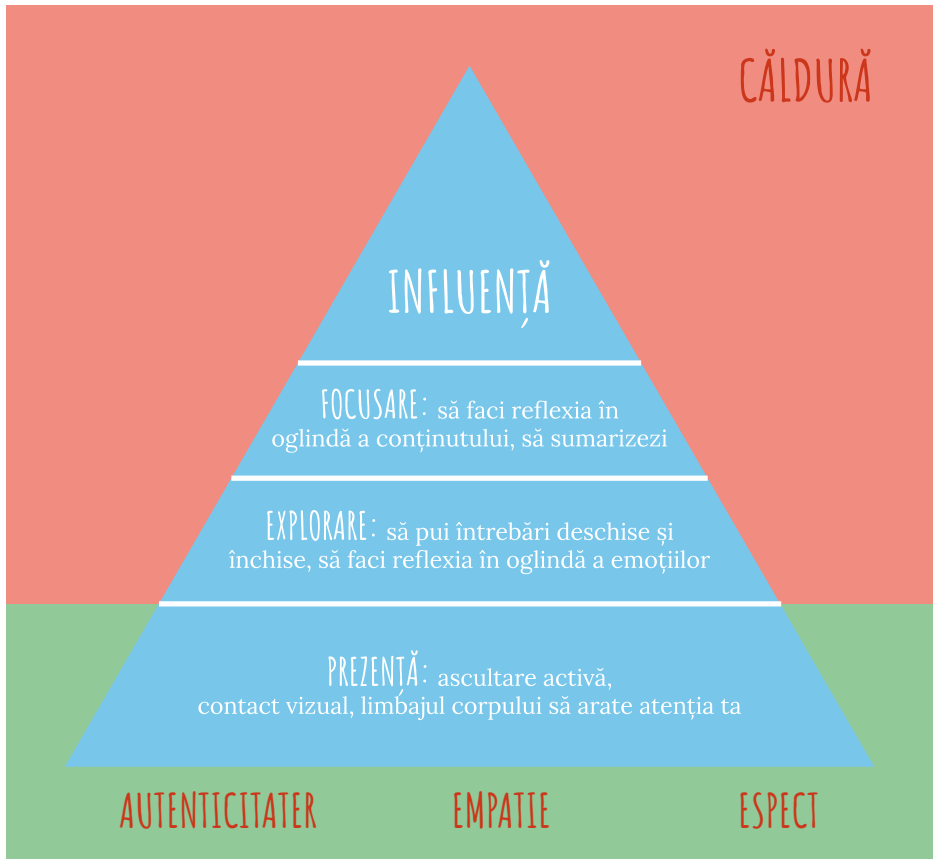 CĂLDURĂ
INFLUENȚĂ
FOCUSARE: să faci reflexia în
oglindă a conținutului, să sumarizezi
EXPLORARE: să pui întrebări deschise și
închise, să faci reflexia în oglindă a emoțiilor
PREZENȚĂ: ascultare activă,
contact vizual, limbajul corpului să arate atenția ta
AUTENTICITATER EMPATIE ESPECT